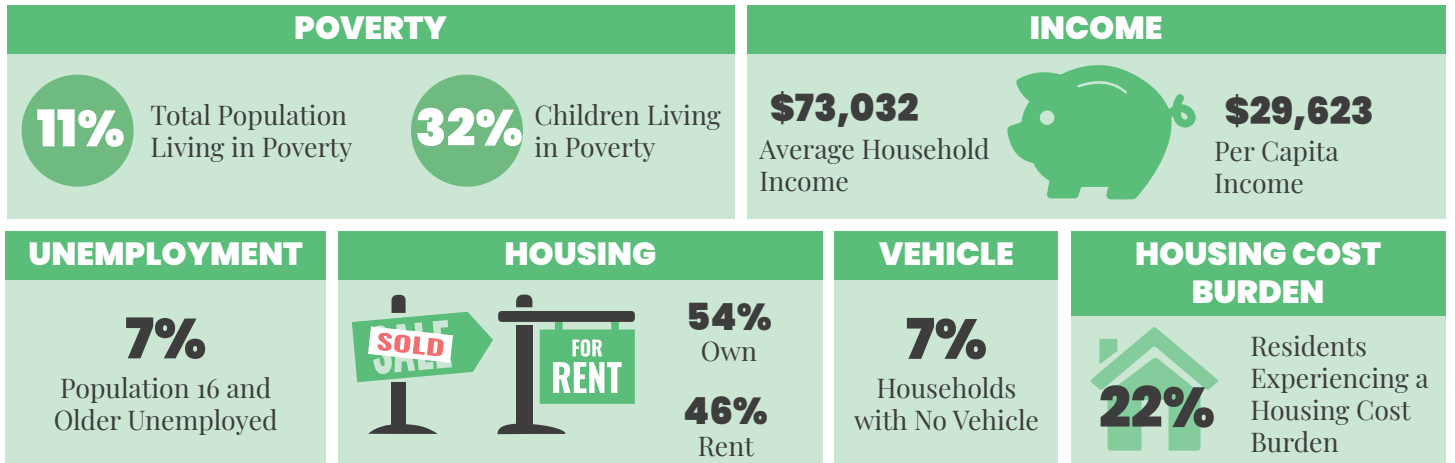 POVERTY
11%
Total Population
Living in Poverty
32%
Children Living
in Poverty
INCOME
$73,032
Average Household
Income
$29,623
Per Capita
Income
UNEMPLOYMENT
7%
Population 16 and
Older Unemployed
HOUSING
SALE
SOLD
FOR
RENT
54%
Own
46%
Rent
VEHICLE
7%
Households
with No Vehicle
HOUSING COST
BURDEN
22%
Residents
Experiencing a
Housing Cost
Burden